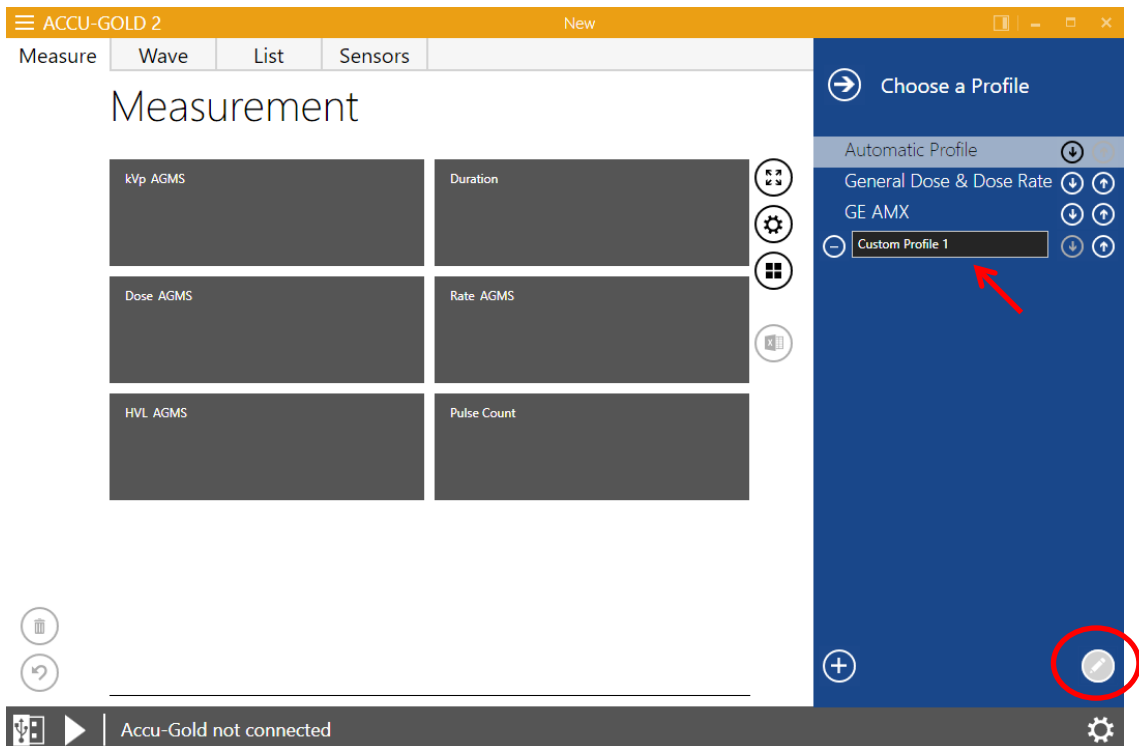 ACCU-GOLD 2
New
Measure
Wave
List
Sensors
Measurement
kVp AGMS
Duration
Dose AGMS
Rate AGMS
HVL AGMS
Pulse Count
Choose a Profile
Automatic Profile
General Dose & Dose Rate
GE AMX
Custom Profile 1
Accu-Gold not connected